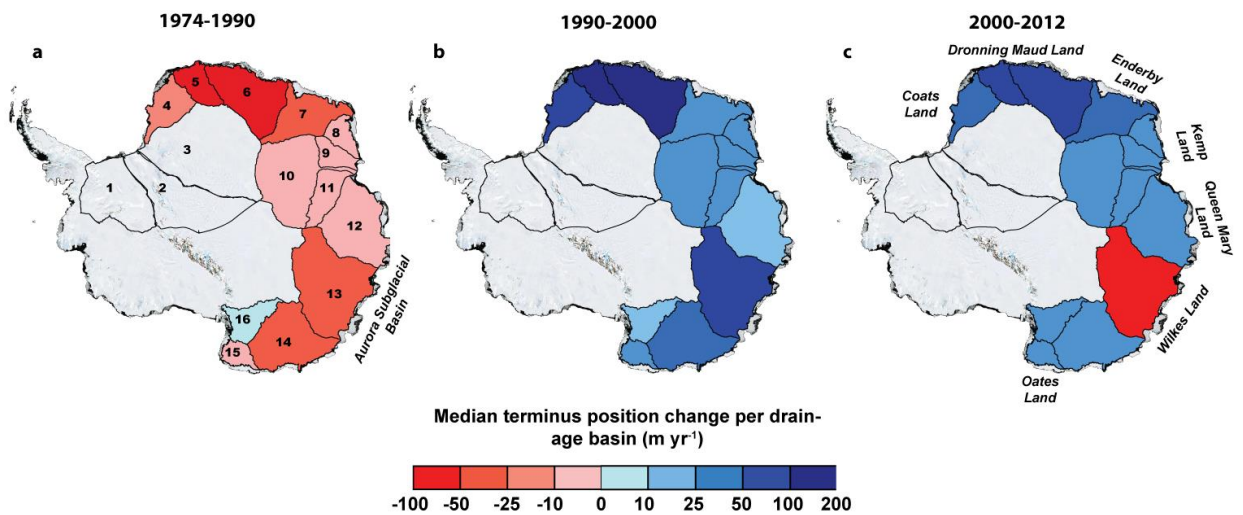 1974-1990
1990-2000
2000-2012
a
b
c
Dronning Maud Land
Enderby
Land
Coats
Land
Kemp
Land
Queen Mary
Land
Wilkes Land
Oates
Land
Aurora Subglacial
Basin
1
2
3
4
5
6
7
8
9
10
11
12
13
14
15
16
Median terminus position change per drain-
age basin (m yr-1)
-100 -50 -25 -10 0 10 25 50 100 200